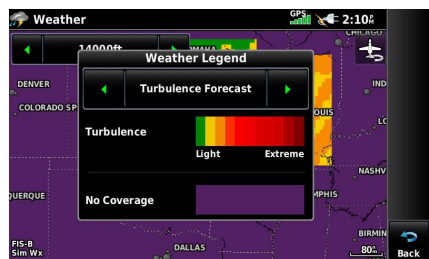 Weather
GPS
2:10
CHICAGO
14000ft
OMAHA
Weather Legend
DENVER
Turbulence Forecast
IND
COLORADO SP
OUIS
LO
Turbulence
Light
Extreme
NASHV
No Coverage
QUERQUE
MPHIS
BIRMIN
FIS-B
Sim Wx
DALLAS
80
Back